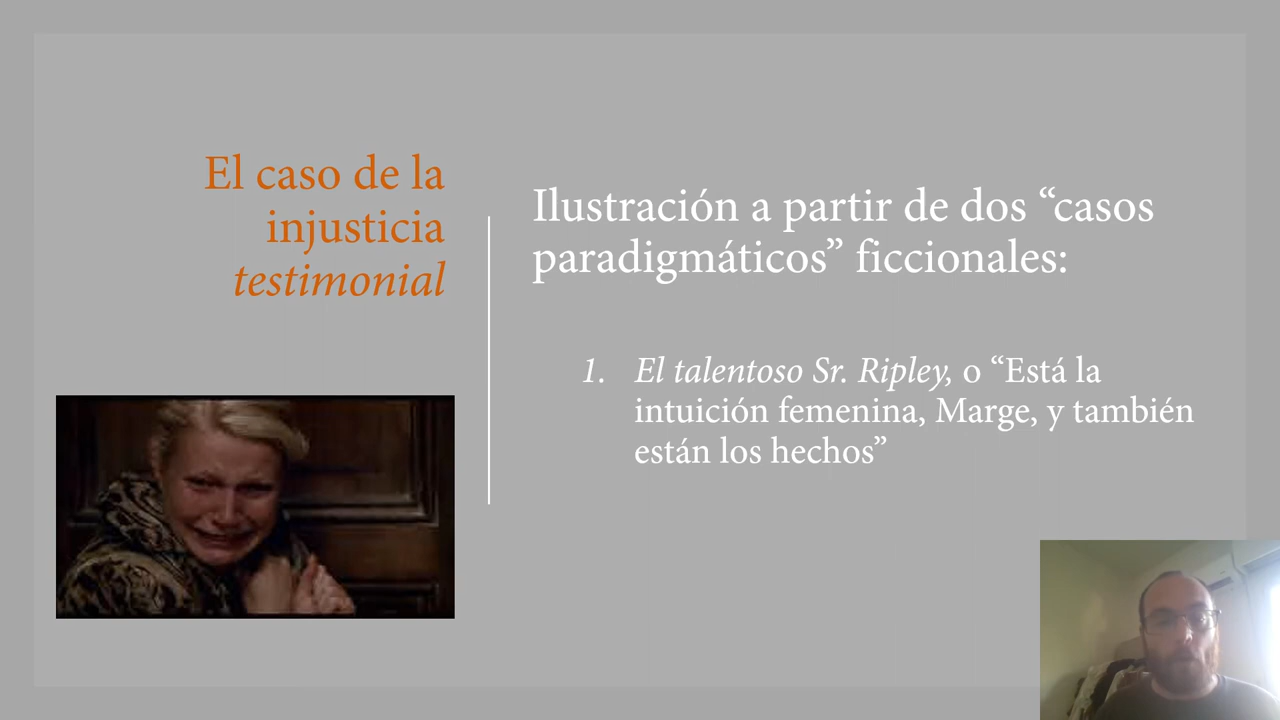 El caso de la
injusticia
testimonial
Ilustración a partir de dos “casos
paradigmáticos” ficcionales:
1. El talentoso Sr. Ripley, o “Está la
intuición femenina, Marge, y también
están los hechos”